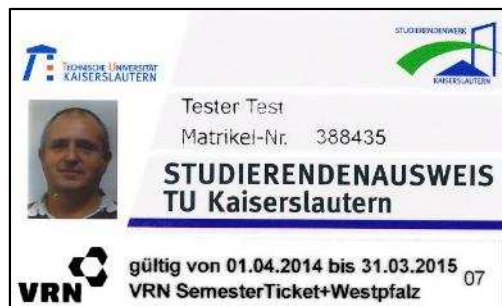 TECHNISCHE UNIVERSITÄT
KAISERSLAUTERN
STUDIERENDENWERK
KAISERSLAUTERN
Tester Test
Matrikel-Nr. 388435
STUDIERENDENAUSWEIS
TU Kaiserslautern
VRN
gültig von 01.04.2014 bis 31.03.2015
VRN SemesterTicket+Westpfalz
07